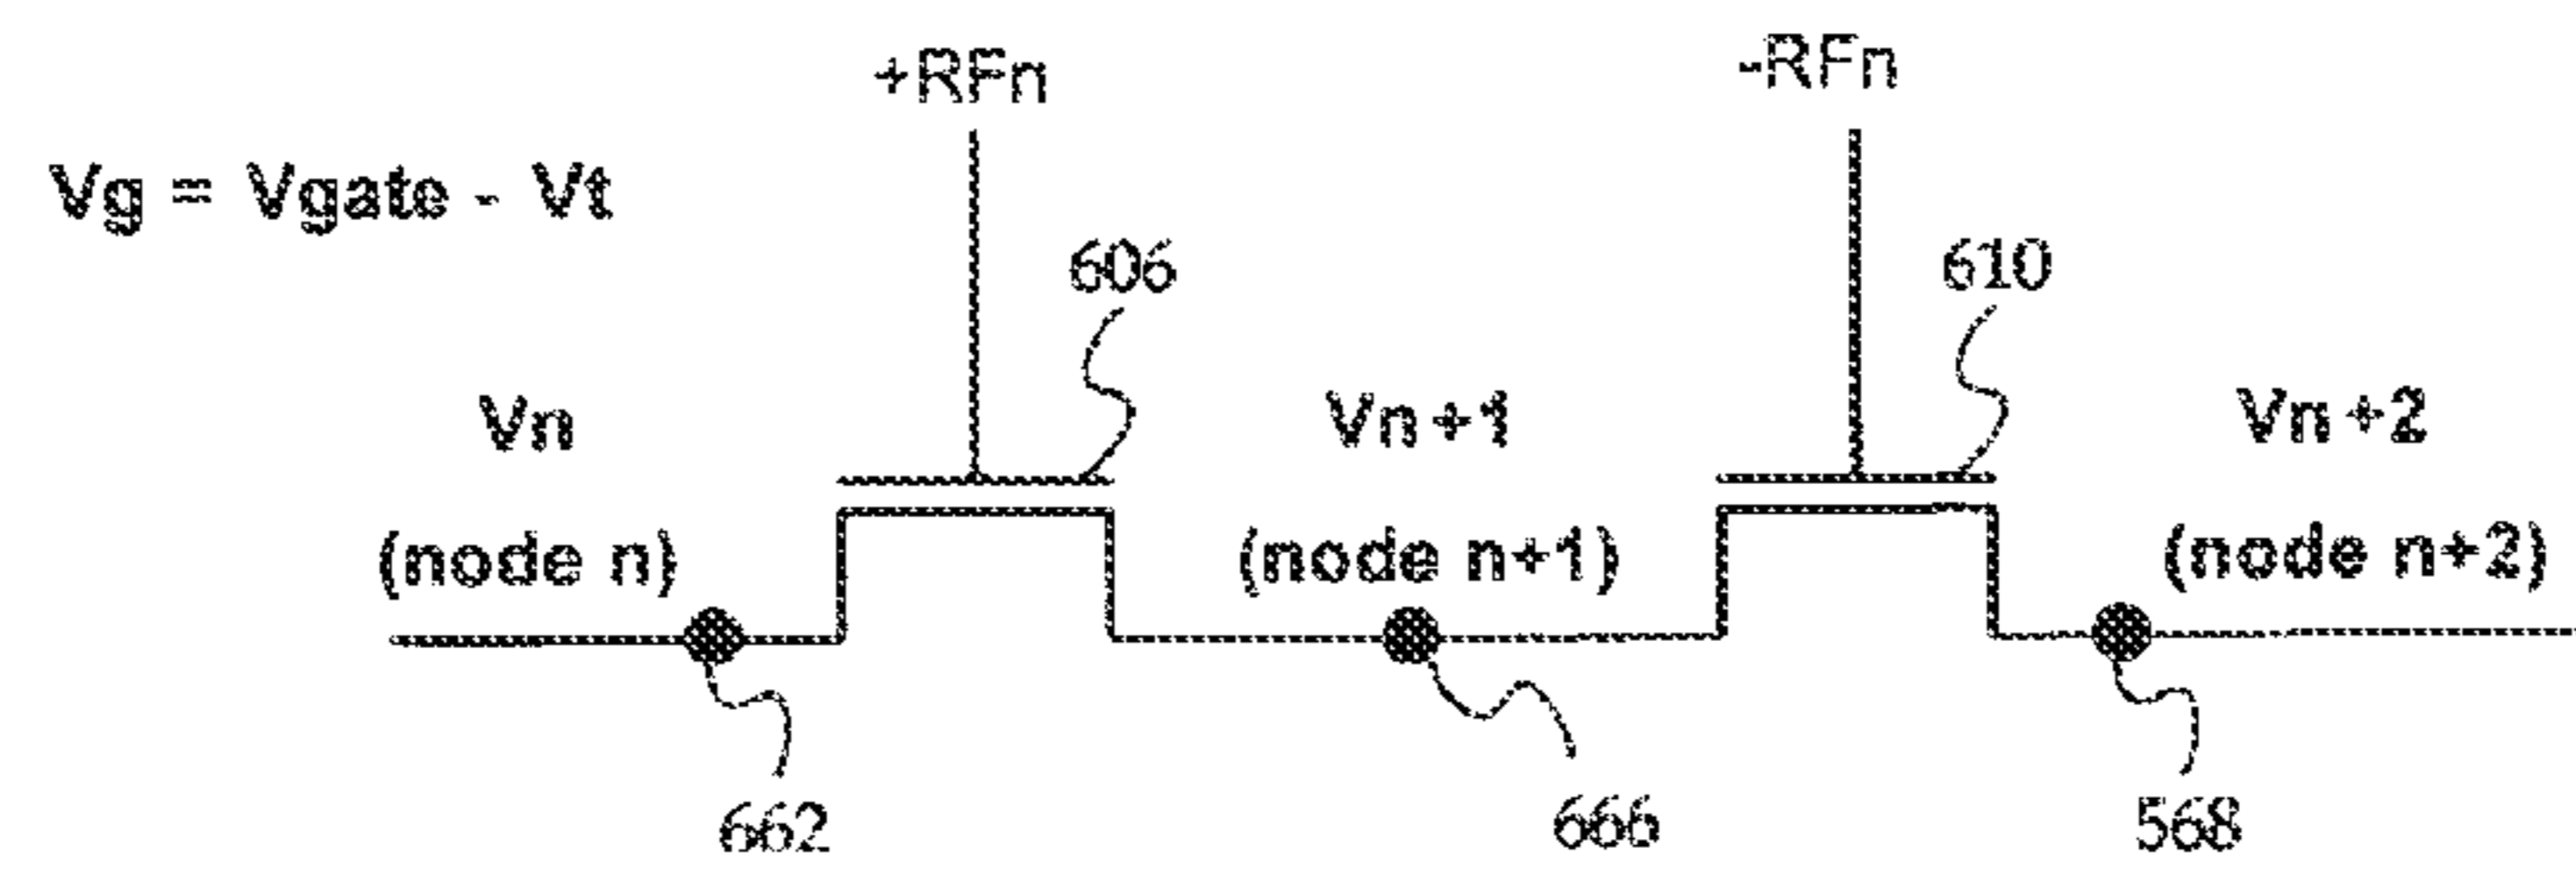 +RFn
-RFn
Vg = Vgate - Vt
606
610
Vn
Vn+1
Vn+2
(node n)
(node n+1)
(node n+2)
662
666
568